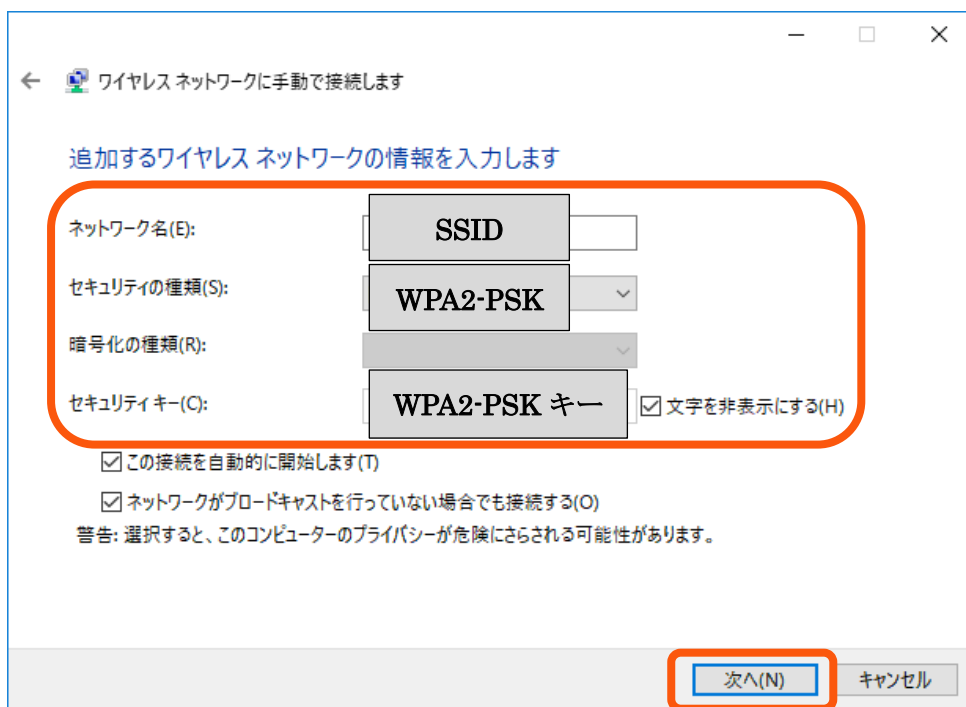 ワイヤレス ネットワークに手動で接続します
追加するワイヤレス ネットワークの情報を入力します
ネットワーク名(E): SSID
セキュリティの種類(S): WPA2-PSK
暗号化の種類(R):
セキュリティ キー(C): WPA2-PSK キー 文字を非表示にする(H)
この接続を自動的に開始します(T)
ネットワークがブロードキャストを行っていない場合でも接続する(O)
警告: 選択すると、このコンピューターのプライバシーが危険にさらされる可能性があります。
次へ(N) キャンセル